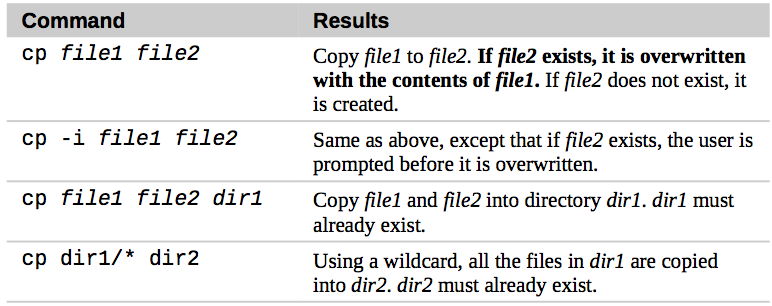 Command Results
cp file1 file2
Copy file1 to file2. If file2 exists, it is overwritten
with the contents of file1. If file2 does not exist, it
is created.
cp -i file1 file2
Same as above, except that if file2 exists, the user is
prompted before it is overwritten.
cp file1 file2 dir1
Copy file1 and file2 into directory dir1. dir1 must
already exist.
cp dir1/* dir2
Using a wildcard, all the files in dir1 are copied
into dir2. dir2 must already exist.